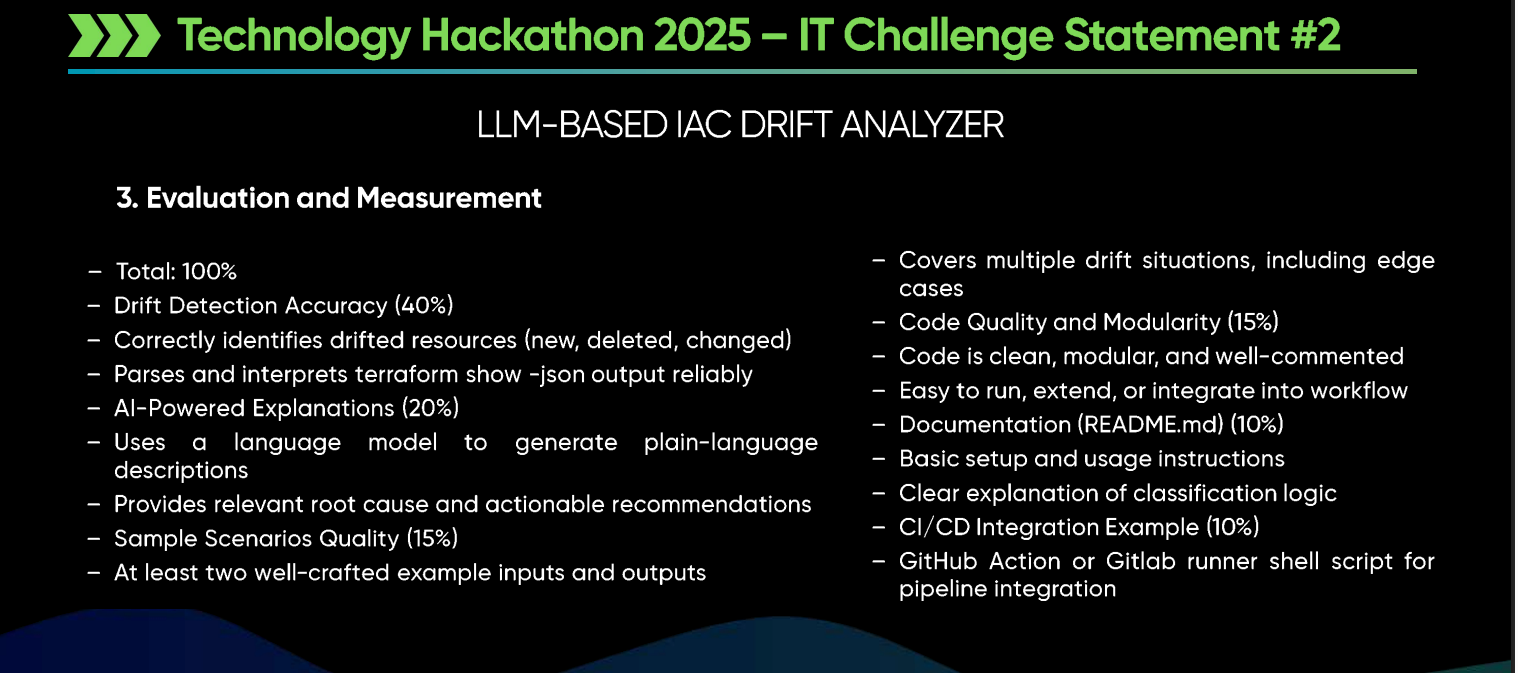 Technology Hackathon 2025 – IT Challenge Statement #2
LLM-BASED IAC DRIFT ANALYZER
3. Evaluation and Measurement
– Total: 100%
– Drift Detection Accuracy (40%)
– Correctly identifies drifted resources (new, deleted, changed)
– Parses and interprets terraform show -json output reliably
– AI-Powered Explanations (20%)
– Uses a language model to generate plain-language
descriptions
– Provides relevant root cause and actionable recommendations
– Sample Scenarios Quality (15%)
– At least two well-crafted example inputs and outputs
– Covers multiple drift situations, including edge
cases
– Code Quality and Modularity (15%)
– Code is clean, modular, and well-commented
– Easy to run, extend, or integrate into workflow
– Documentation (README.md) (10%)
– Basic setup and usage instructions
– Clear explanation of classification logic
– CI/CD Integration Example (10%)
– GitHub Action or Gitlab runner shell script for
pipeline integration